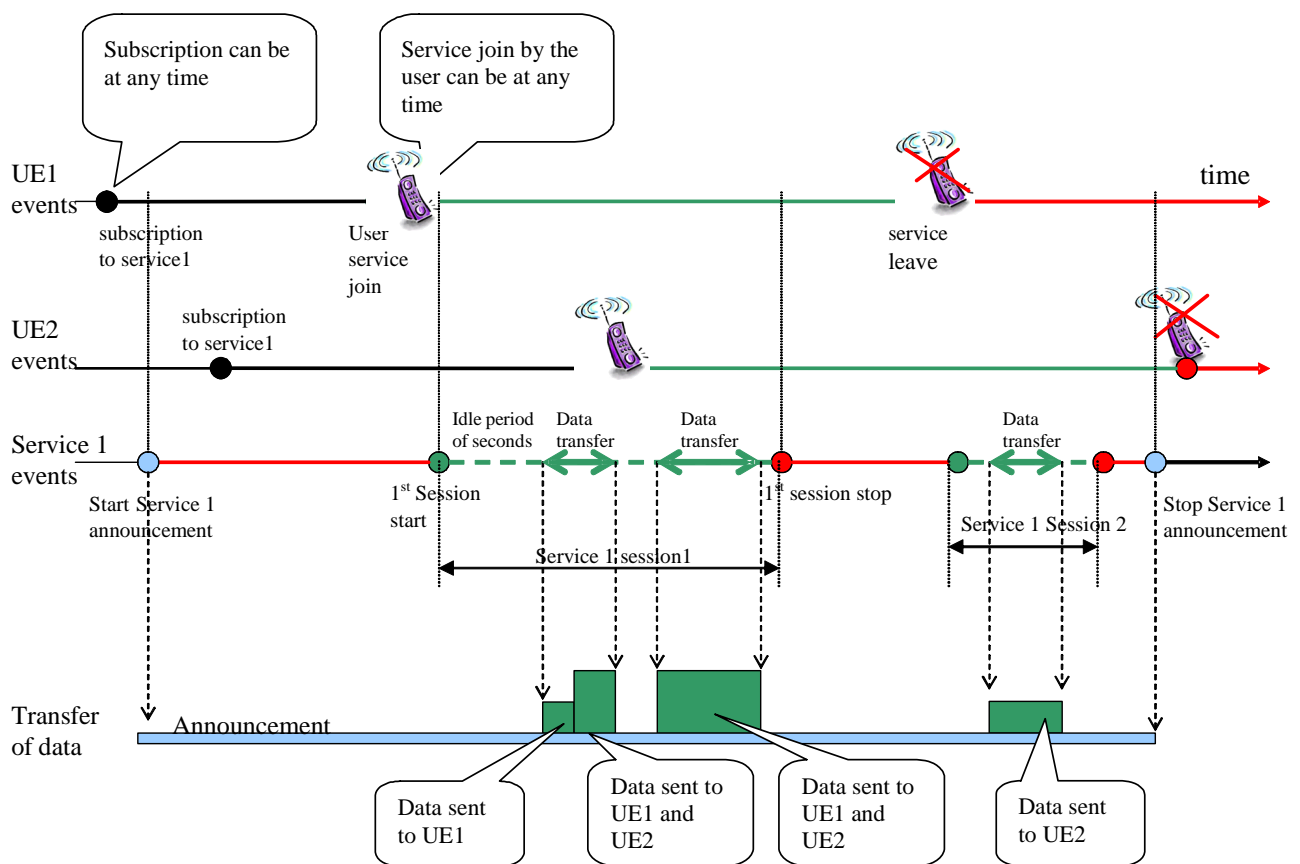 Subscription can be
at any time
Service join by the
user can be at any
time
UE1
events
time
subscription
to service1
User
service
join
service
leave
UE2
events
subscription
to service1
Service 1
events
Idle period
of seconds
Data
transfer
Data
transfer
Data
transfer
Start Service 1
announcement
1st Session
start
1st session stop
Service 1 Session 2
Stop Service 1
announcement
Service 1 session1
Transfer
of data
Announcement
Data sent
to UE1
Data sent to
UE1 and
UE2
Data sent to
UE1 and
UE2
Data sent
to UE2